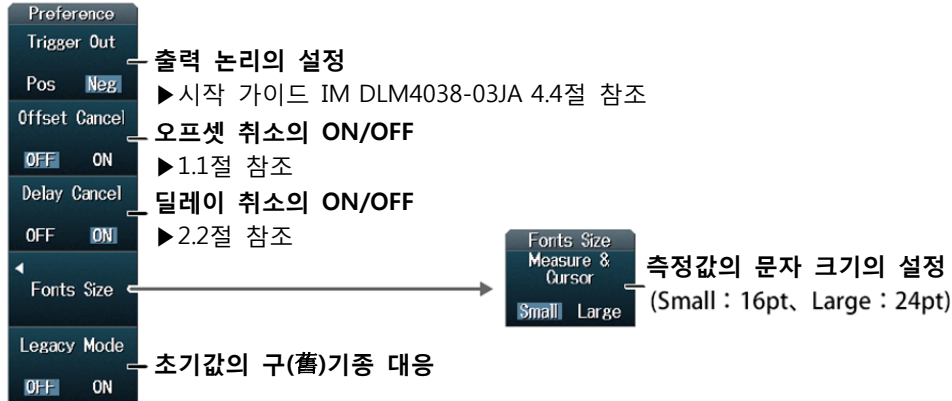 Preference
Trigger Out
Pos Neg
출력 논리의 설정
▶시작 가이드 IM DLM4038-03JA 4.4절 참조
Offset Cancel
OFF ON
오프셋 취소의 ON/OFF
▶1.1절 참조
Delay Cancel
OFF ON
딜레이 취소의 ON/OFF
▶2.2절 참조
Fonts Size
Fonts Size
Measure &
Cursor
Small Large
측정값의 문자 크기의 설정
(Small：16pt、Large：24pt)
Legacy Mode
OFF ON
초기값의 구(舊)기종 대응